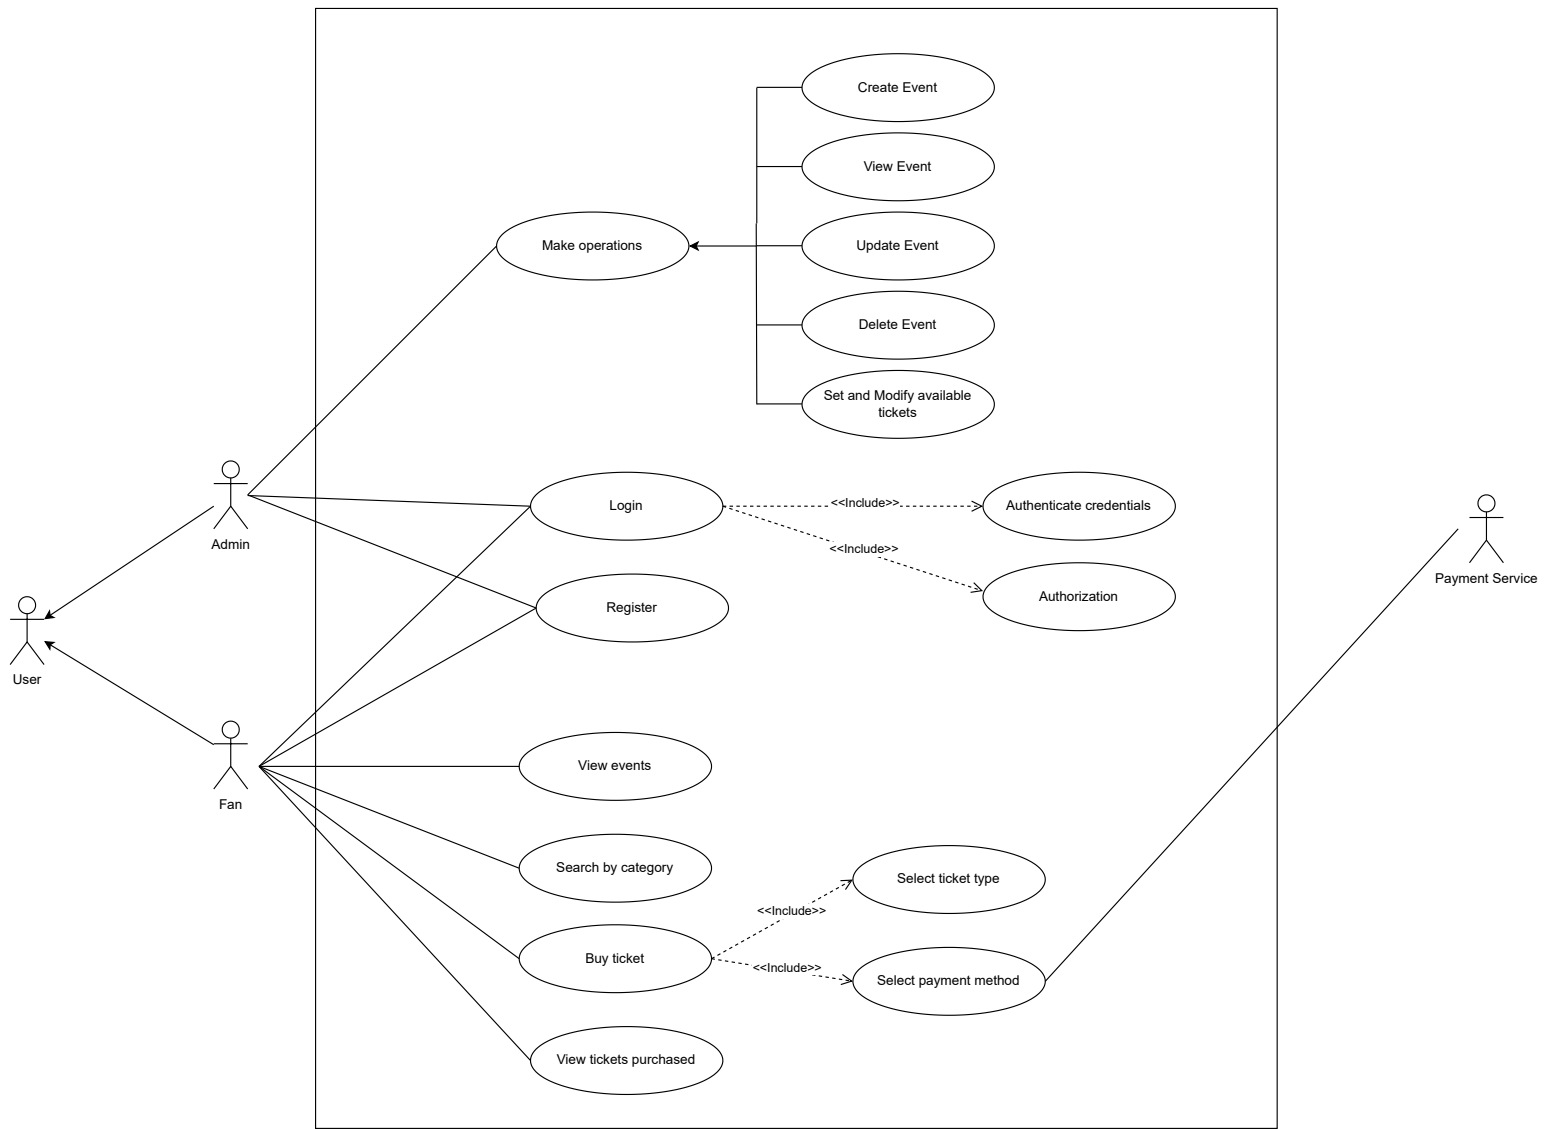 Create Event
View Event
Make operations
Update Event
Delete Event
Set and Modify available
tickets
Admin
Login
<<Include>>
Authenticate credentials
<<Include>>
Authorization
Payment Service
Register
User
Fan
View events
Search by category
Select ticket type
<<Include>>
Buy ticket
<<Include>>
Select payment method
View tickets purchased